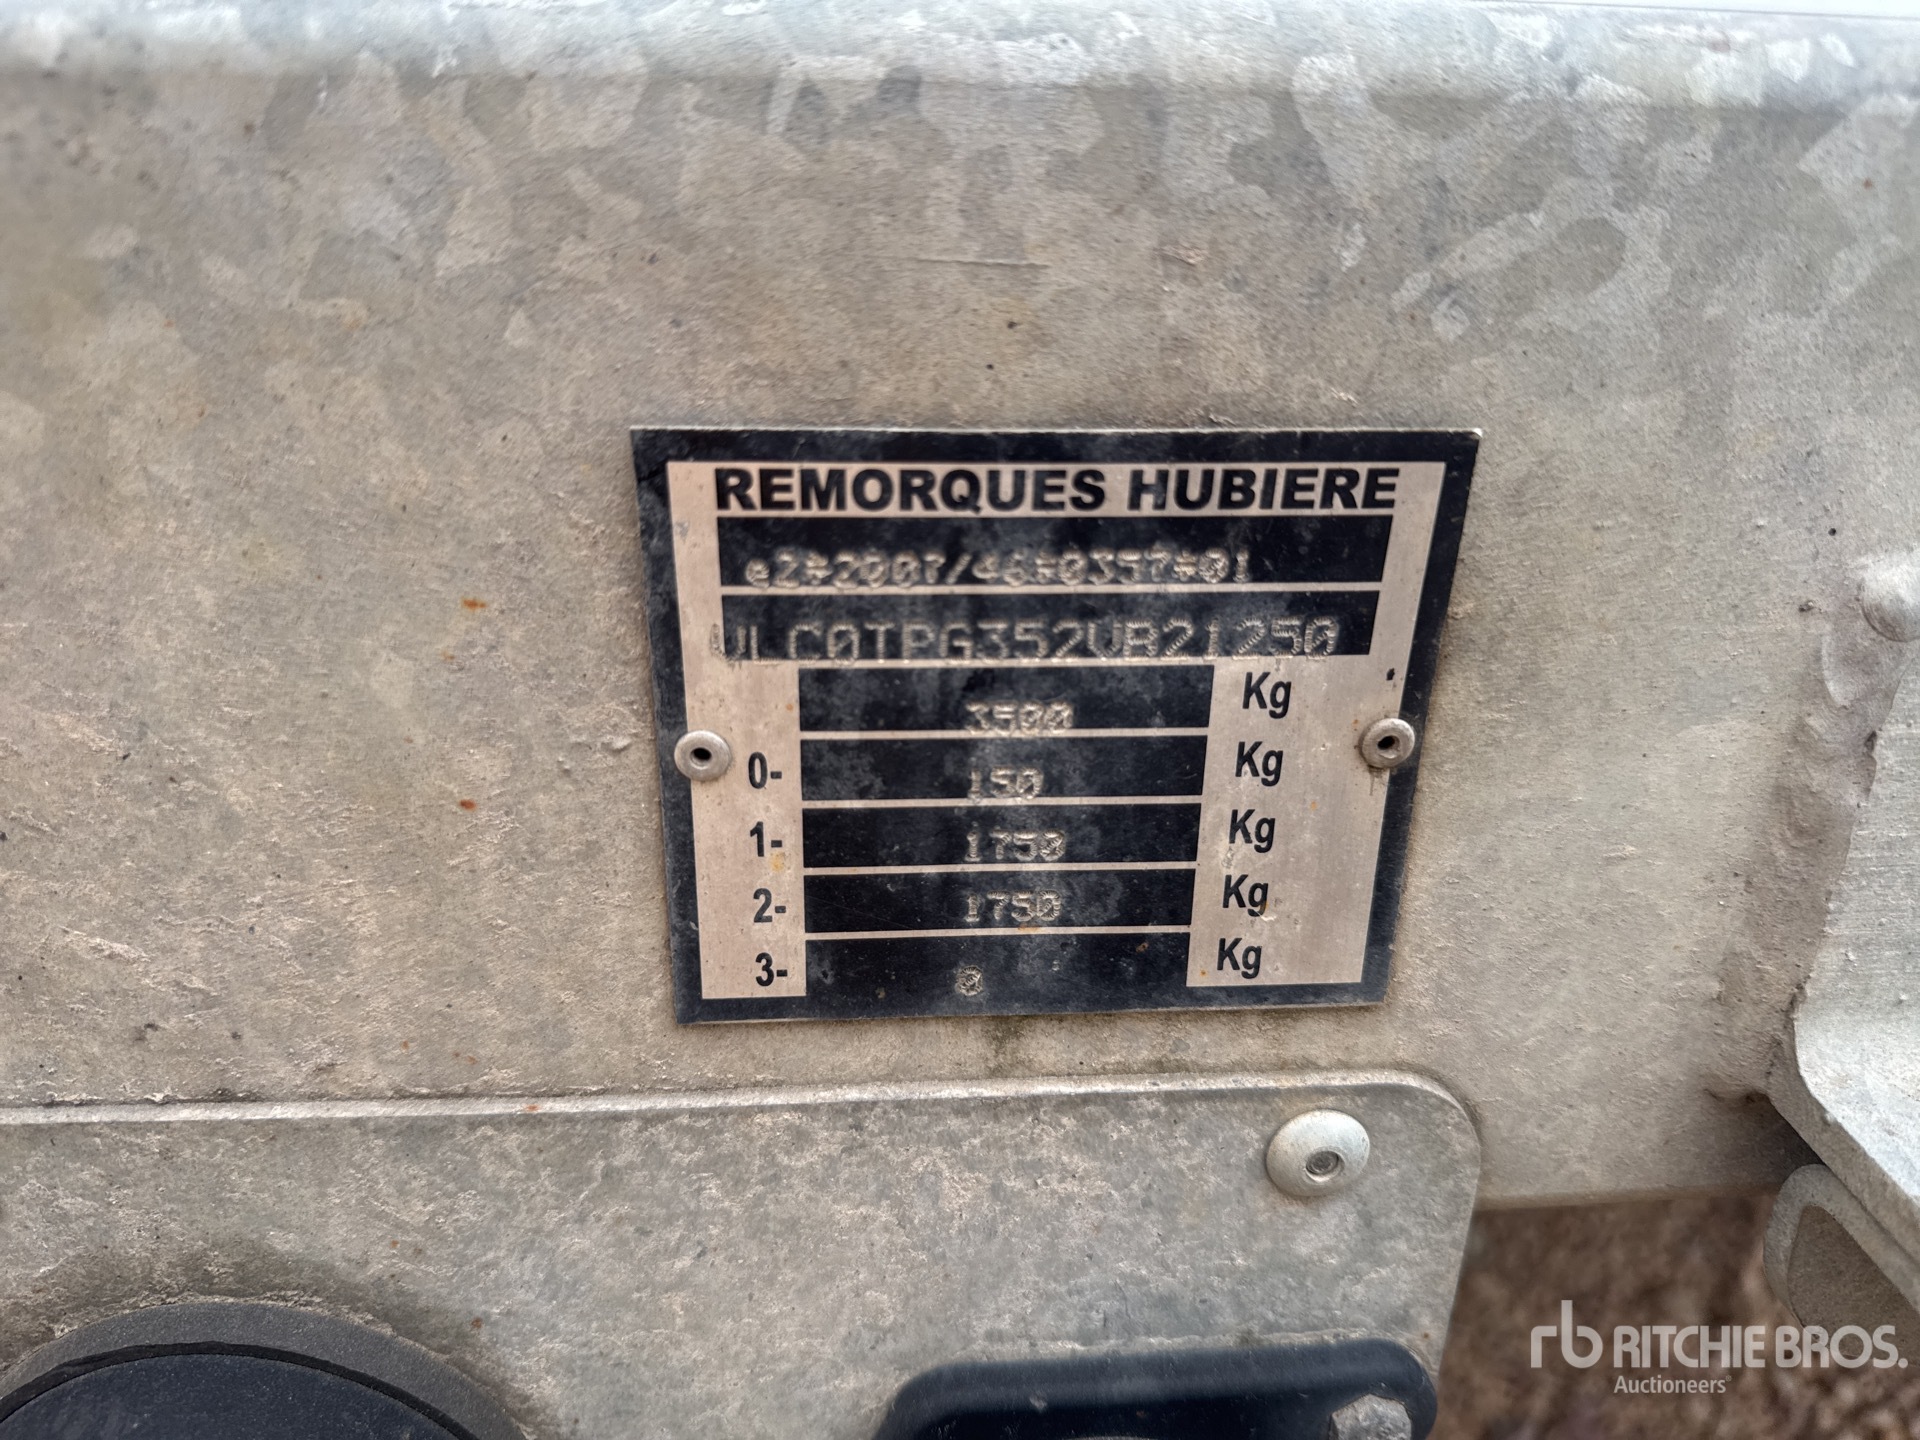 REMORQUES HUBIERE
e2*2007/46*0357*01
VLC0TPG352VB21250
3500 Kg
0- 150 Kg
1- 1750 Kg
2- 1750 Kg
3- 0 Kg
rb RITCHIE BROS.
Auctioneers